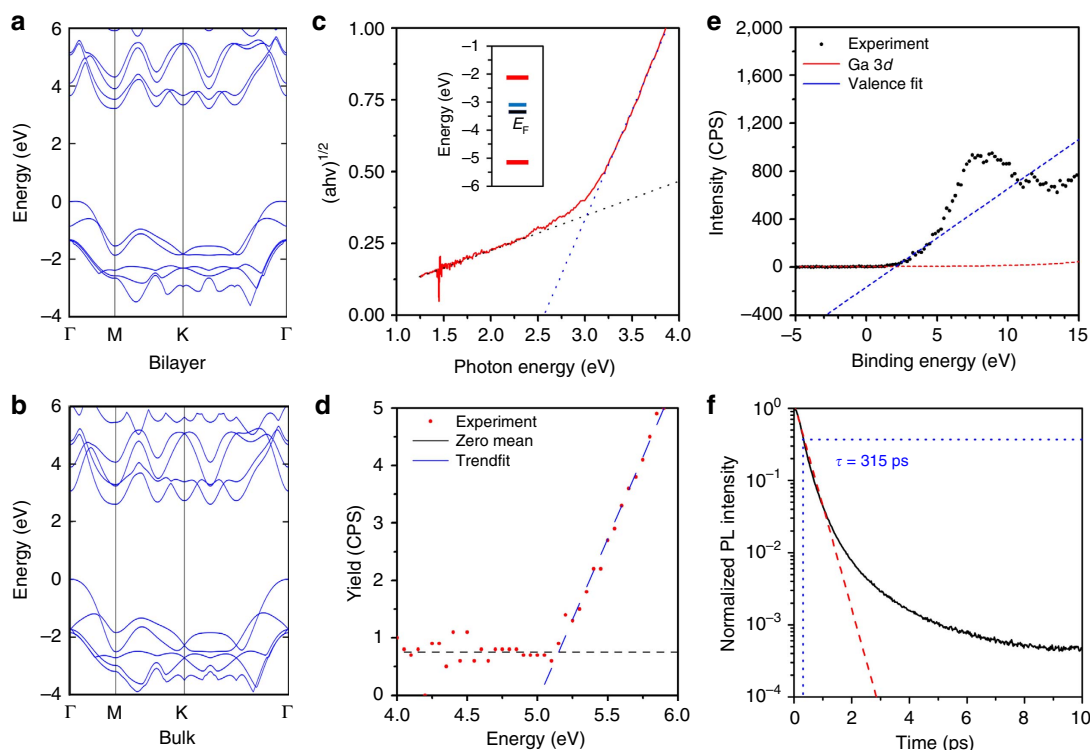 a
6
4
2
0
–2
–4
Energy (eV)
Γ M K Γ
Bilayer
b
6
4
2
0
–2
–4
Energy (eV)
Γ M K Γ
Bulk
c
1.00
0.75
0.50
0.25
0.00
(ahv)1/2
–1
–2
–3
–4
–5
–6
Energy (eV)
EF
1.0 1.5 2.0 2.5 3.0 3.5 4.0
Photon energy (eV)
d
5
4
3
2
1
0
Yield (CPS)
Experiment
Zero mean
Trendfit
4.0 4.5 5.0 5.5 6.0
Energy (eV)
e
2,000
1,600
1,200
800
400
0
–400
Intensity (CPS)
Experiment
Ga 3d
Valence fit
–5 0 5 10 15
Binding energy (eV)
f
10⁰
10⁻¹
10⁻²
10⁻³
10⁻⁴
Normalized PL intensity
τ = 315 ps
0 2 4 6 8 10
Time (ps)